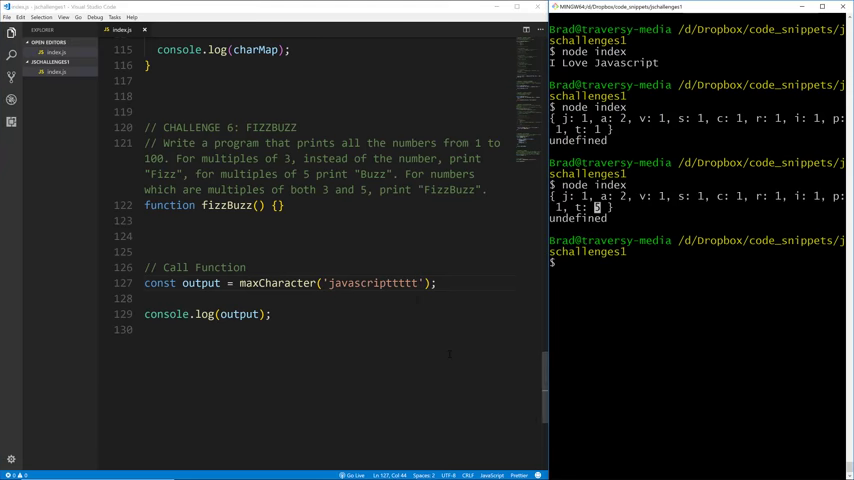 index.js - jschallenges1 - Visual Studio Code
File Edit Selection View Go Debug Tasks Help
EXPLORER
OPEN EDITORS
index.js
JSCHALLENGES1
index.js
index.js
115 console.log(charMap);
116 }
117
118
119
120 // CHALLENGE 6: FIZZBUZZ
121 // Write a program that prints all the numbers from 1 to
100. For multiples of 3, instead of the number, print
"Fizz", for multiples of 5 print "Buzz". For numbers
which are multiples of both 3 and 5, print "FizzBuzz".
122 function fizzBuzz() {}
123
124
125
126 // Call Function
127 const output = maxCharacter('javascriptttt');
128
129 console.log(output);
130
0 0
Go Live Ln 127, Col 44 Spaces: 2 UTF-8 CRLF JavaScript Prettier
MINGW64:/d/Dropbox/code_snippets/jschallenges1
Brad@traversy-media /d/Dropbox/code_snippets/j
schallenges1
$ node index
I Love Javascript
Brad@traversy-media /d/Dropbox/code_snippets/j
schallenges1
$ node index
{ j: 1, a: 2, v: 1, s: 1, c: 1, r: 1, i: 1, p:
1, t: 1 }
undefined
Brad@traversy-media /d/Dropbox/code_snippets/j
schallenges1
$ node index
{ j: 1, a: 2, v: 1, s: 1, c: 1, r: 1, i: 1, p:
1, t: 5 }
undefined
Brad@traversy-media /d/Dropbox/code_snippets/j
schallenges1
$